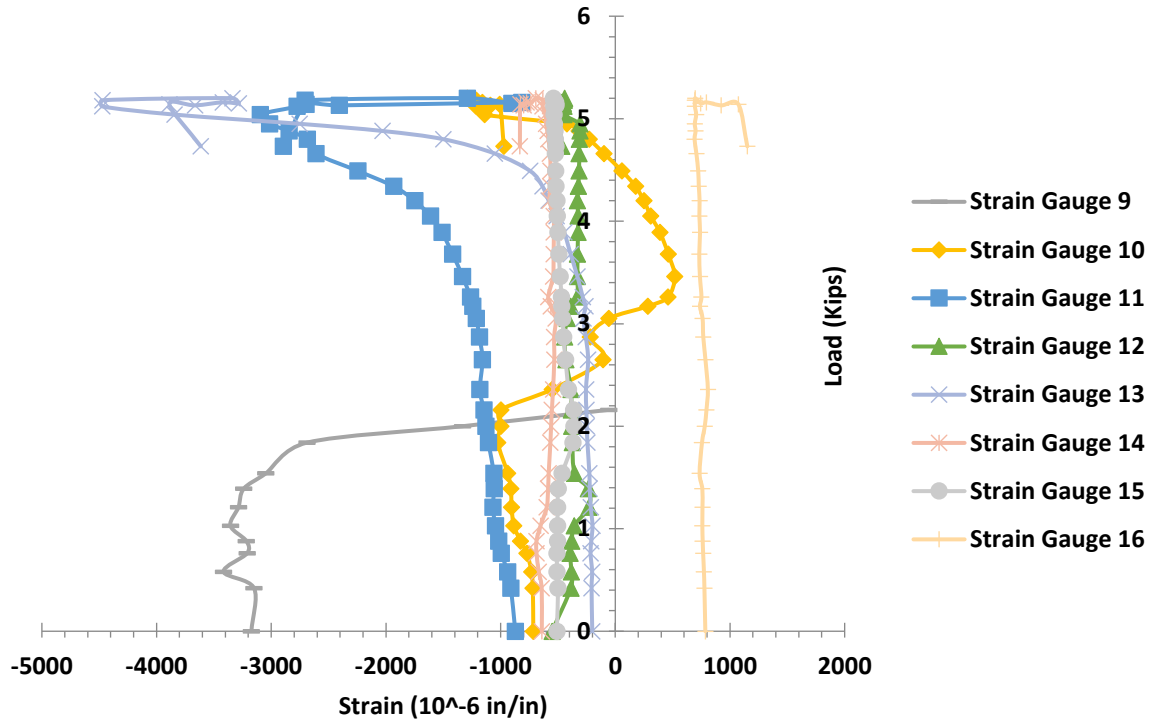 6
5
4
3
2
1
0
-5000 -4000 -3000 -2000 -1000 0 1000 2000
Strain (10^-6 in/in)
Load (Kips)
Strain Gauge 9
Strain Gauge 10
Strain Gauge 11
Strain Gauge 12
Strain Gauge 13
Strain Gauge 14
Strain Gauge 15
Strain Gauge 16